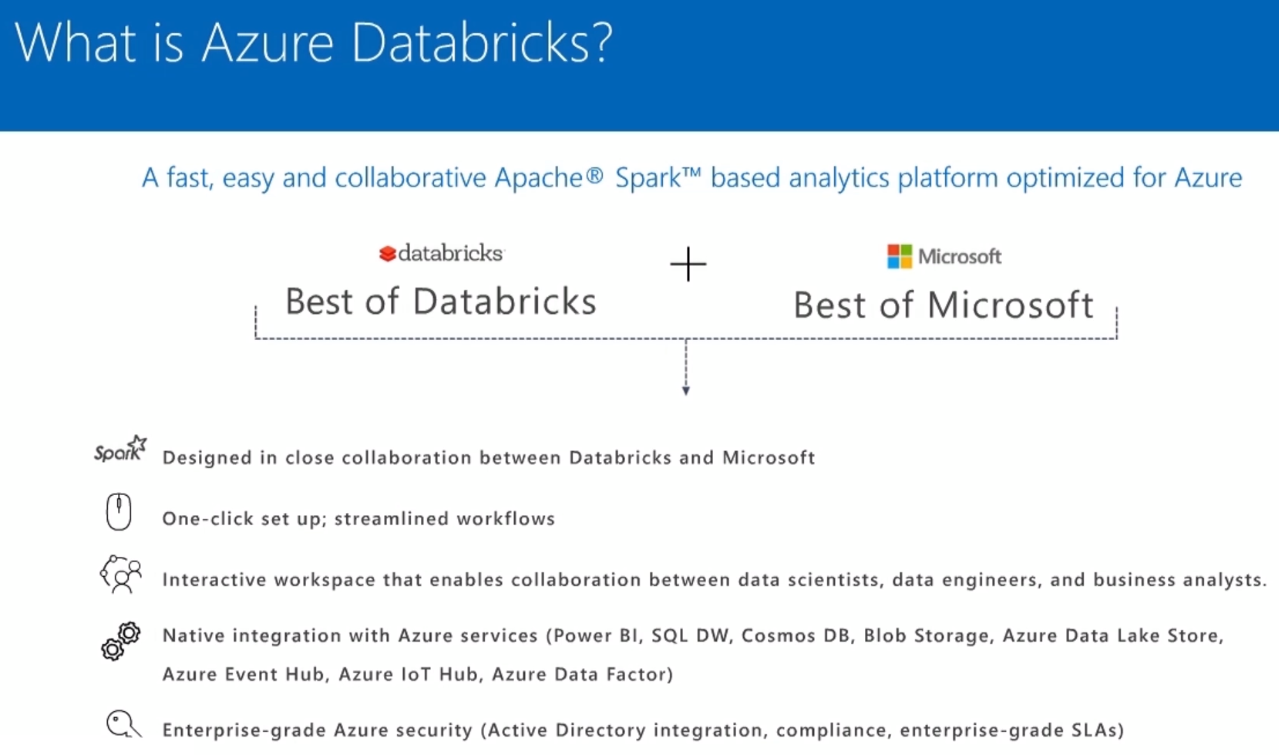 What is Azure Databricks?
A fast, easy and collaborative Apache® Spark™ based analytics platform optimized for Azure
databricks
+
Microsoft
Best of Databricks
Best of Microsoft
Spark
Designed in close collaboration between Databricks and Microsoft
One-click set up; streamlined workflows
Interactive workspace that enables collaboration between data scientists, data engineers, and business analysts.
Native integration with Azure services (Power BI, SQL DW, Cosmos DB, Blob Storage, Azure Data Lake Store,
Azure Event Hub, Azure IoT Hub, Azure Data Factor)
Enterprise-grade Azure security (Active Directory integration, compliance, enterprise-grade SLAs)